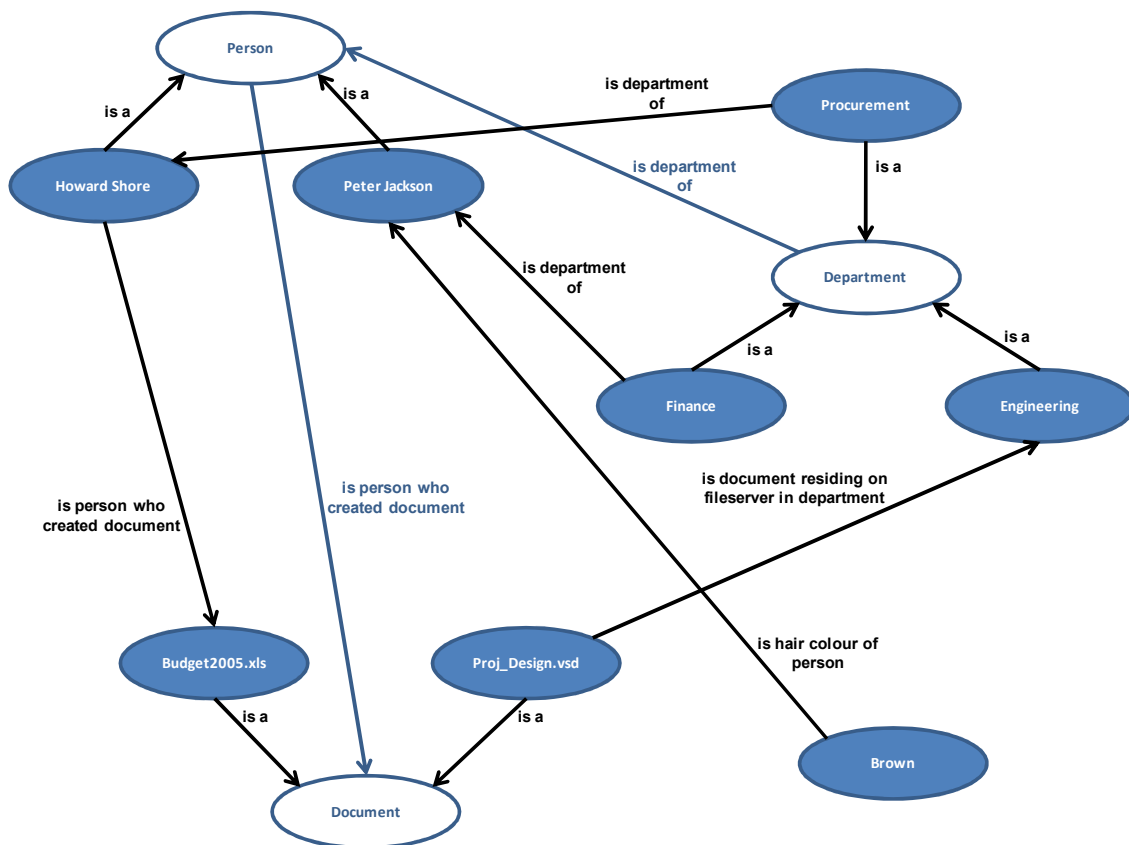 Person
is department
of
Procurement
is a
is a
Howard Shore
Peter Jackson
is department
of
is a
is department
of
Department
is a
is a
Finance
Engineering
is document residing on
fileserver in department
is person who
created document
is person who
created document
is hair colour of
person
Budget2005.xls
Proj_Design.vsd
is a
is a
Brown
Document